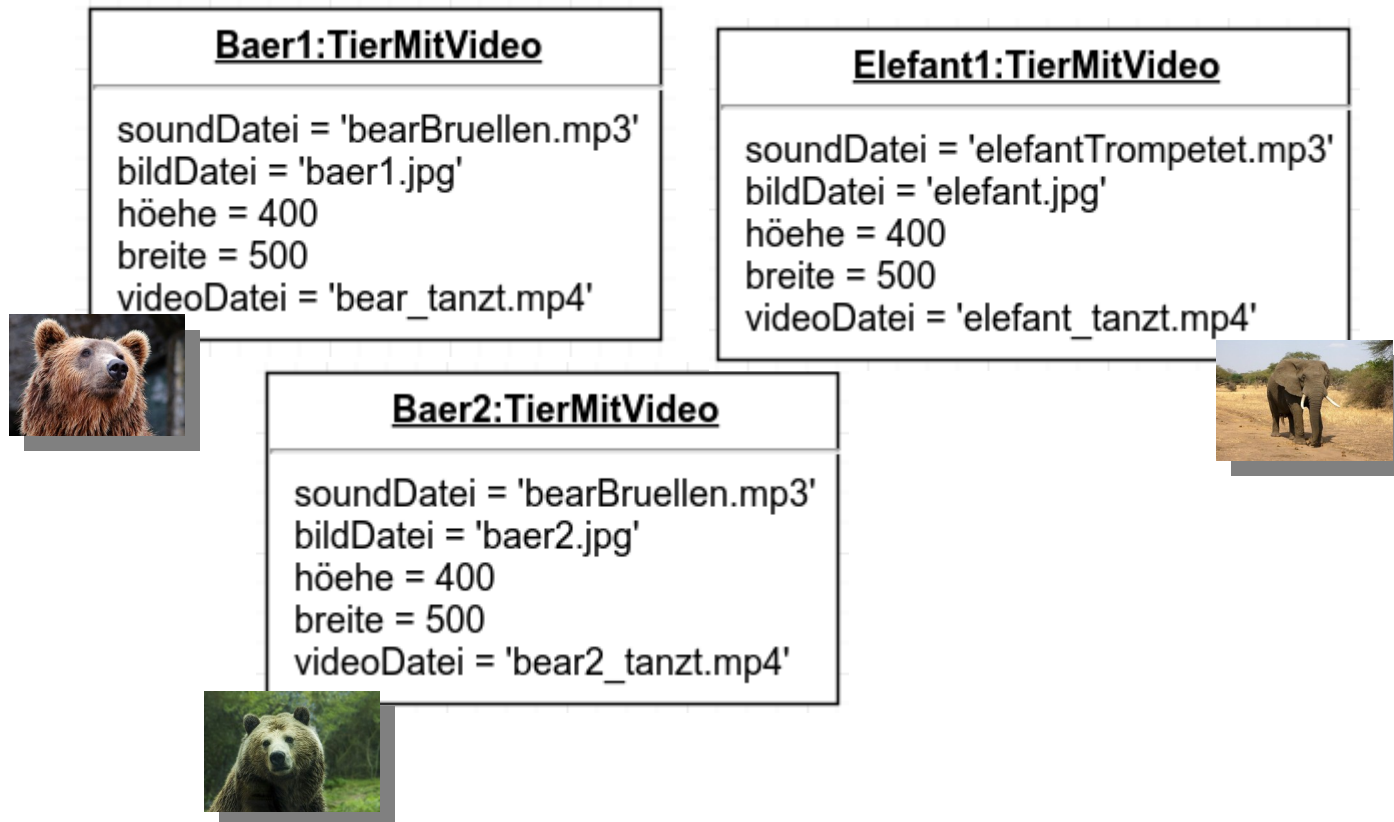 Baer1:TierMitVideo
soundDatei = 'bearBruellen.mp3'
bildDatei = 'baer1.jpg'
höehe = 400
breite = 500
videoDatei = 'bear_tanzt.mp4'
Elefant1:TierMitVideo
soundDatei = 'elefantTrompetet.mp3'
bildDatei = 'elefant.jpg'
höehe = 400
breite = 500
videoDatei = 'elefant_tanzt.mp4'
Baer2:TierMitVideo
soundDatei = 'bearBruellen.mp3'
bildDatei = 'baer2.jpg'
höehe = 400
breite = 500
videoDatei = 'bear2_tanzt.mp4'